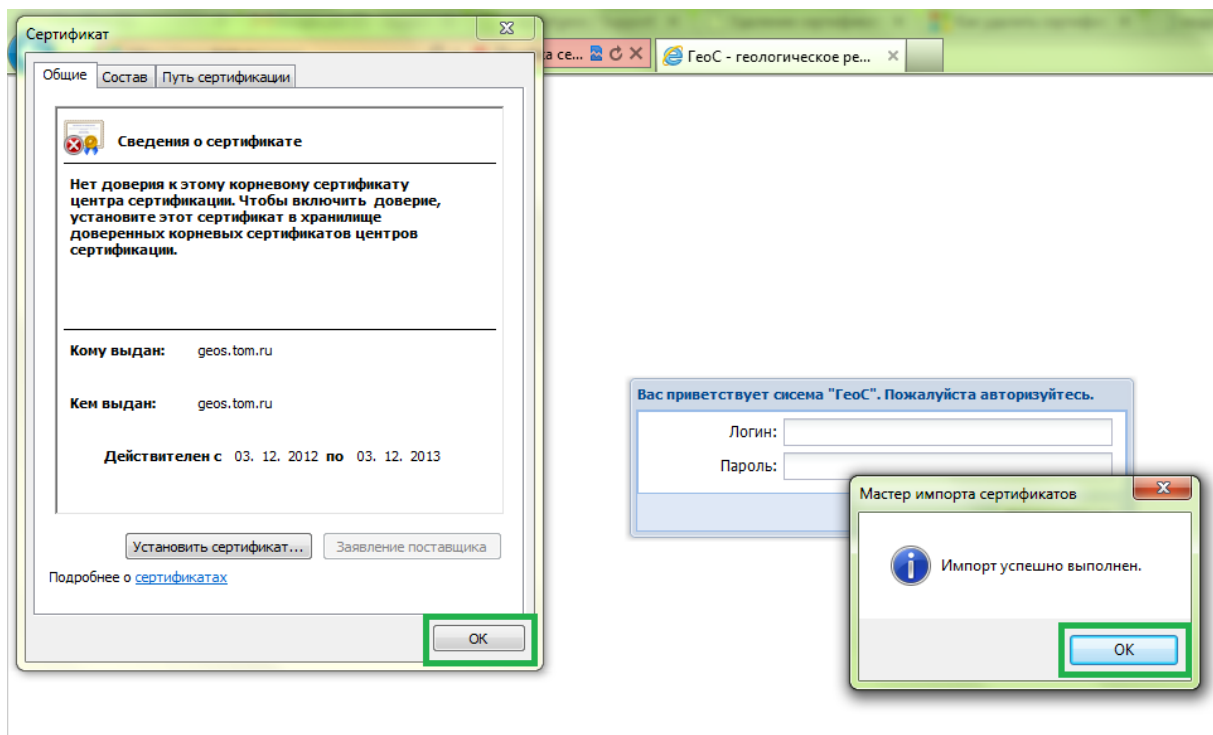 Сертификат
а се...
ГеоС - геологическое ре...
Общие Состав Путь сертификации
Сведения о сертификате
Нет доверия к этому корневому сертификату
центра сертификации. Чтобы включить доверие,
установите этот сертификат в хранилище
доверенных корневых сертификатов центров
сертификации.
Кому выдан: geos.tom.ru
Кем выдан: geos.tom.ru
Действителен с 03. 12. 2012 по 03. 12. 2013
Установить сертификат... Заявление поставщика
Подробнее о сертификатах
ОК
Вас приветствует сисема "ГеоС". Пожалуйста авторизуйтесь.
Логин:
Пароль:
Мастер импорта сертификатов
Импорт успешно выполнен.
ОК